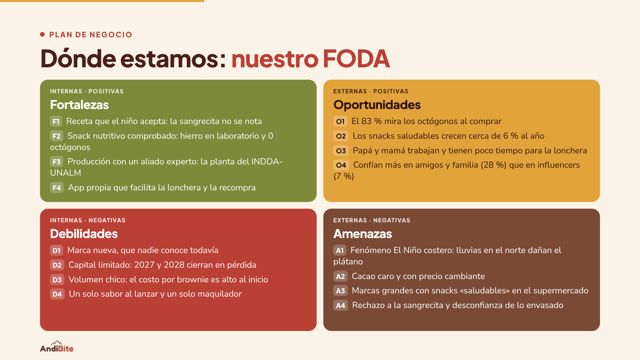 PLAN DE NEGOCIO
Dónde estamos: nuestro FODA
INTERNAS · POSITIVAS
Fortalezas
F1 Receta que el niño acepta: la sangrecita no se nota
F2 Snack nutritivo comprobado: hierro en laboratorio y 0
octógonos
F3 Producción con un aliado experto: la planta del INDDA-
UNALM
F4 App propia que facilita la lonchera y la recompra
EXTERNAS · POSITIVAS
Oportunidades
O1 El 83 % mira los octógonos al comprar
O2 Los snacks saludables crecen cerca de 6 % al año
O3 Papá y mamá trabajan y tienen poco tiempo para la lonchera
O4 Confían más en amigos y familia (28 %) que en influencers
(7 %)
INTERNAS · NEGATIVAS
Debilidades
D1 Marca nueva, que nadie conoce todavía
D2 Capital limitado: 2027 y 2028 cierran en pérdida
D3 Volumen chico: el costo por brownie es alto al inicio
D4 Un solo sabor al lanzar y un solo maquilador
EXTERNAS · NEGATIVAS
Amenazas
A1 Fenómeno El Niño costero: lluvias en el norte dañan el
plátano
A2 Cacao caro y con precio cambiante
A3 Marcas grandes con snacks «saludables» en el supermercado
A4 Rechazo a la sangrecita y desconfianza de lo envasado
AndiBite